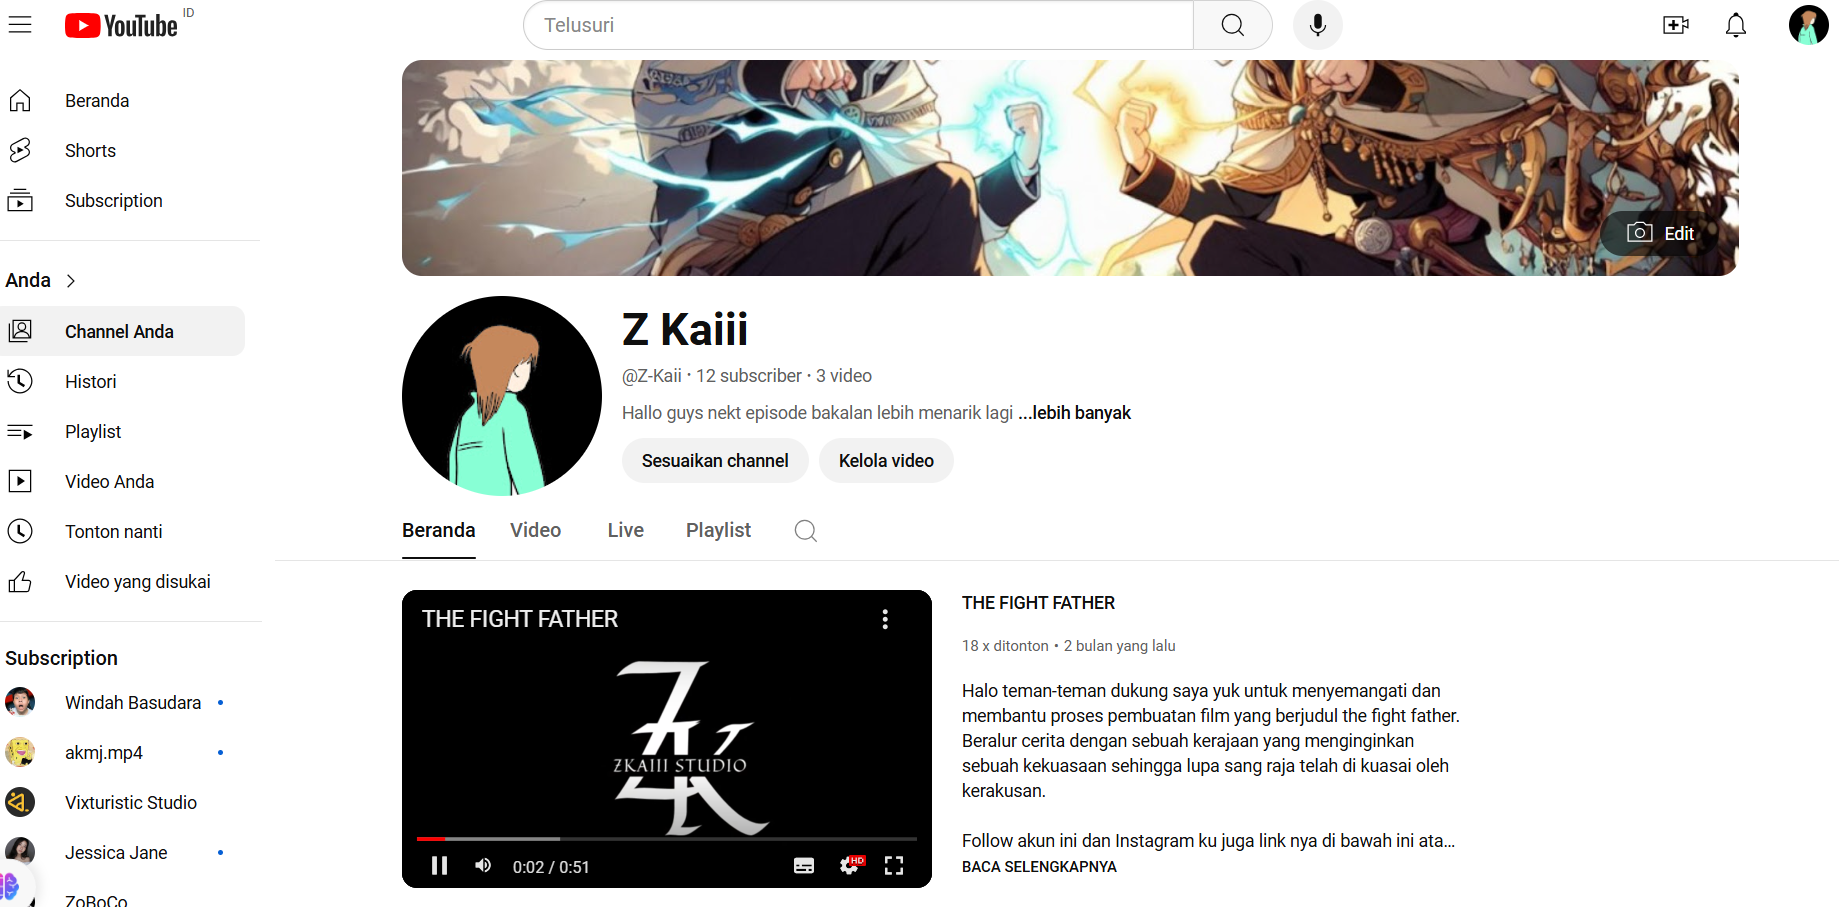 YouTube ID
Telusuri
Beranda
Shorts
Subscription
Anda
Channel Anda
Histori
Playlist
Video Anda
Tonton nanti
Video yang disukai
Subscription
Windah Basudara
akmj.mp4
Vixturistic Studio
Jessica Jane
ZoBoCo
Edit
Z Kaiii
@Z-Kaii • 12 subscriber • 3 video
Hallo guys nekt episode bakalan lebih menarik lagi ...lebih banyak
Sesuaikan channel Kelola video
Beranda Video Live Playlist
THE FIGHT FATHER
ZKAIII STUDIO
0:02 / 0:51
HD
THE FIGHT FATHER
18 x ditonton • 2 bulan yang lalu
Halo teman-teman dukung saya yuk untuk menyemangati dan
membantu proses pembuatan film yang berjudul the fight father.
Beralur cerita dengan sebuah kerajaan yang menginginkan
sebuah kekuasaan sehingga lupa sang raja telah di kuasai oleh
kerakusan.
Follow akun ini dan Instagram ku juga link nya di bawah ini ata...
BACA SELENGKAPNYA